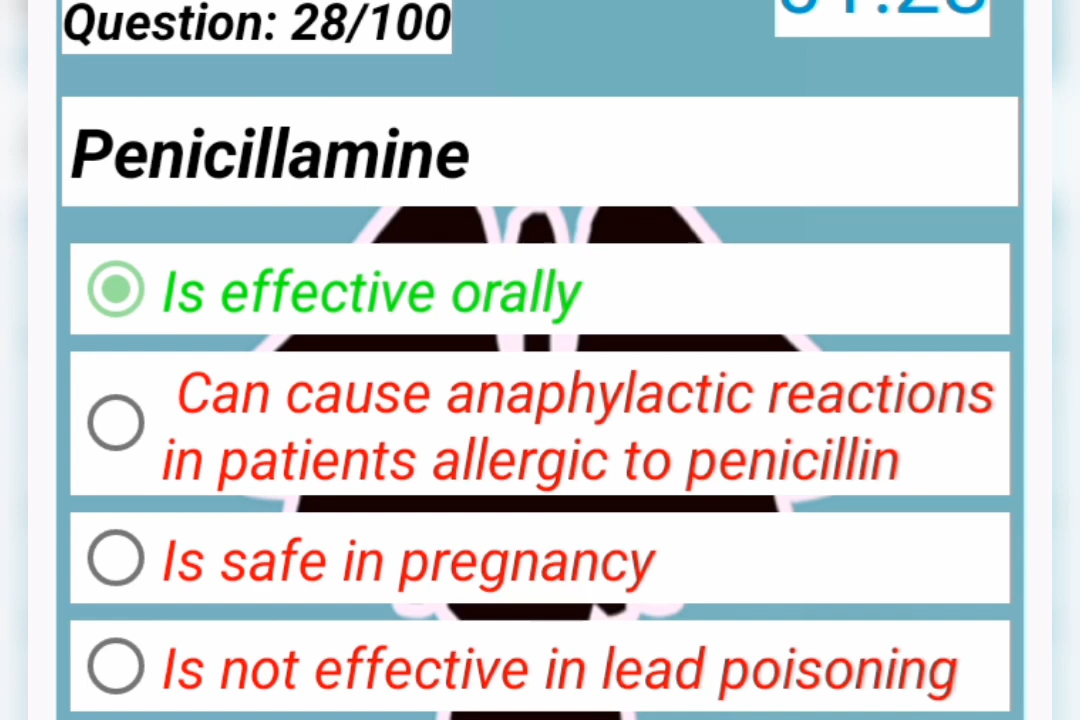 Question: 28/100
Penicillamine
Is effective orally
Can cause anaphylactic reactions
in patients allergic to penicillin
Is safe in pregnancy
Is not effective in lead poisoning